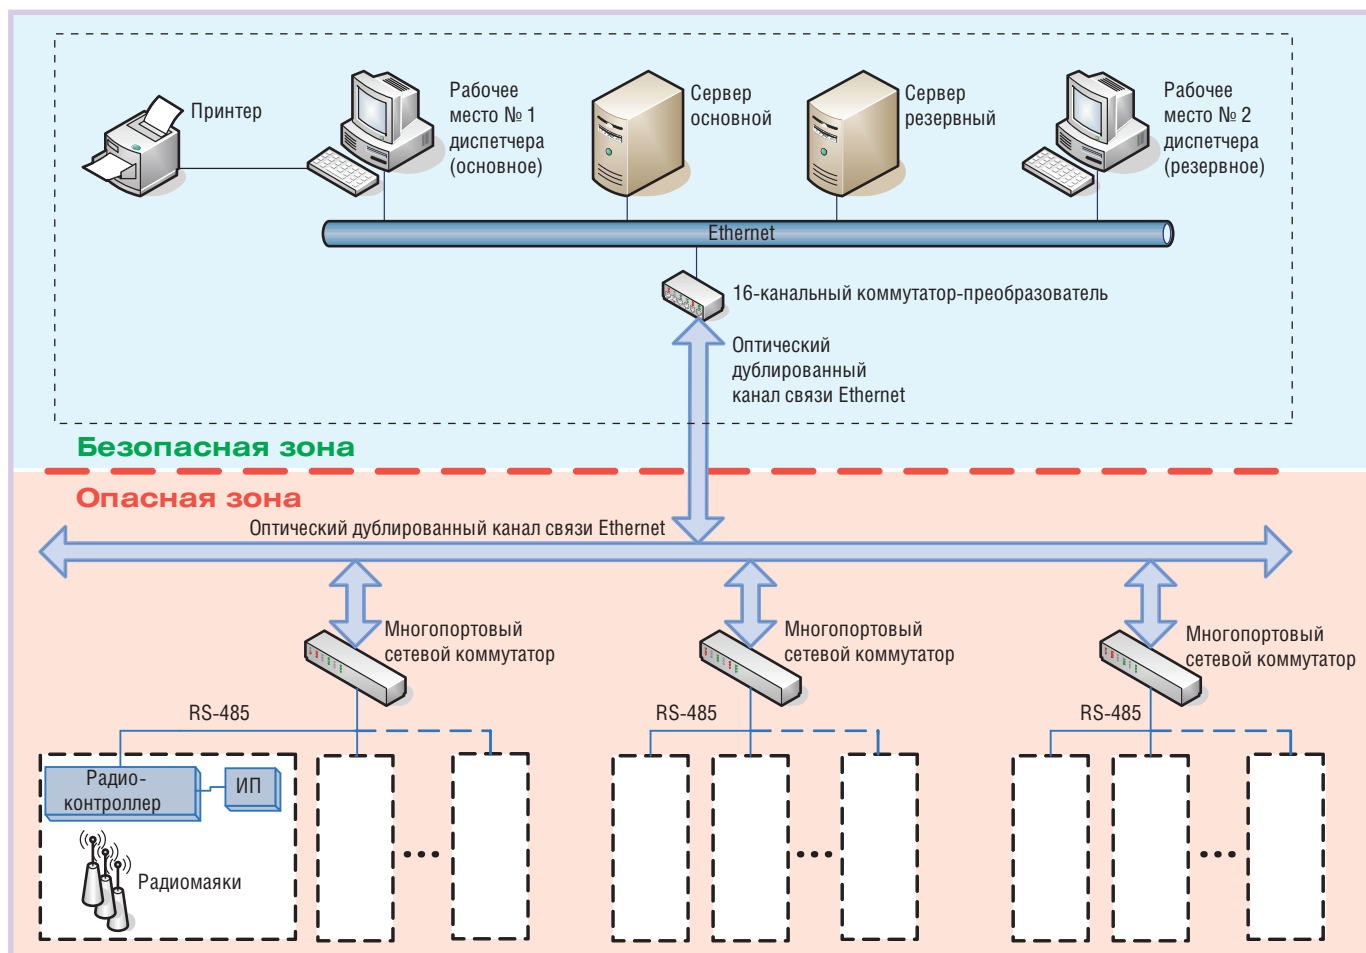 Принтер
Рабочее
место № 1
диспетчера
(основное)
Сервер
основной
Сервер
резервный
Рабочее
место № 2
диспетчера
(резервное)
Ethernet
16-канальный коммутатор-преобразователь
Оптический
дублированный
канал связи Ethernet
Безопасная зона
Опасная зона
Оптический дублированный канал связи Ethernet
Многопортовый
сетевой коммутатор
Многопортовый
сетевой коммутатор
Многопортовый
сетевой коммутатор
RS-485
RS-485
RS-485
Радио-
контроллер
ИП
Радиомаяки